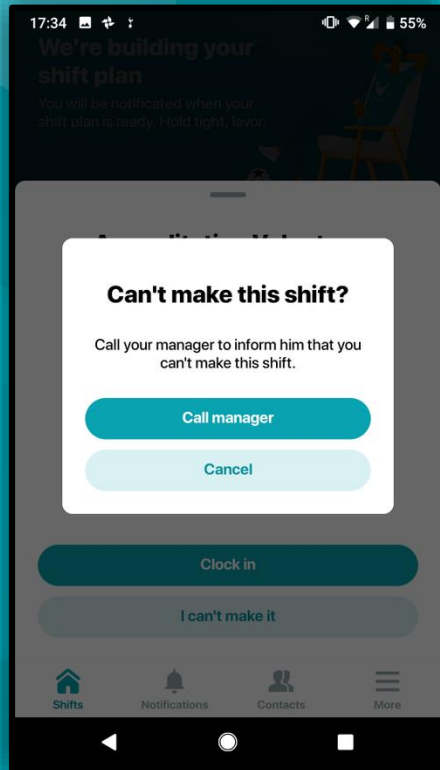 17:34
55%
We're building your
shift plan
You will be notificated when your
shift plan is ready. Hold tight, lavor.
Can't make this shift?
Call your manager to inform him that you
can't make this shift.
Call manager
Cancel
Clock in
I can't make it
Shifts
Notifications
Contacts
More